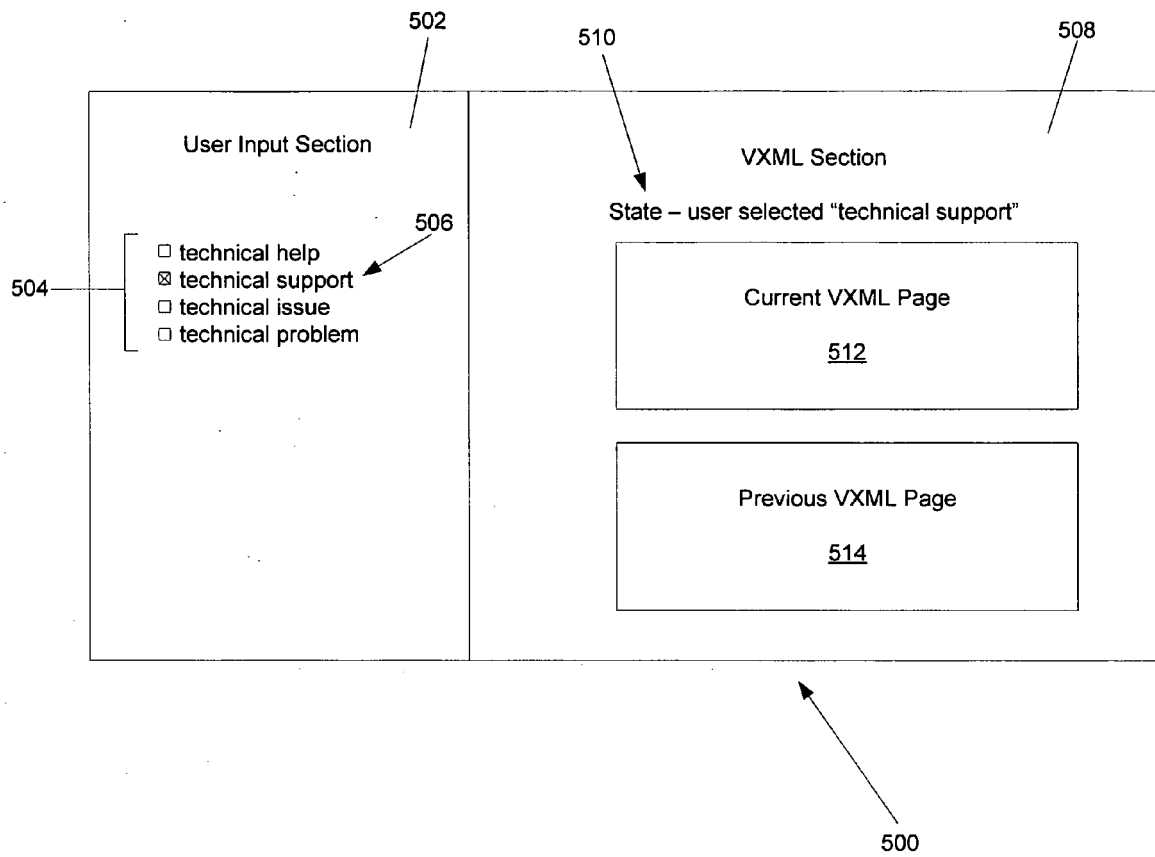 502
510
508
User Input Section
VXML Section
506
State – user selected “technical support”
504
☐ technical help
☒ technical support
☐ technical issue
☐ technical problem
Current VXML Page
512
Previous VXML Page
514
500